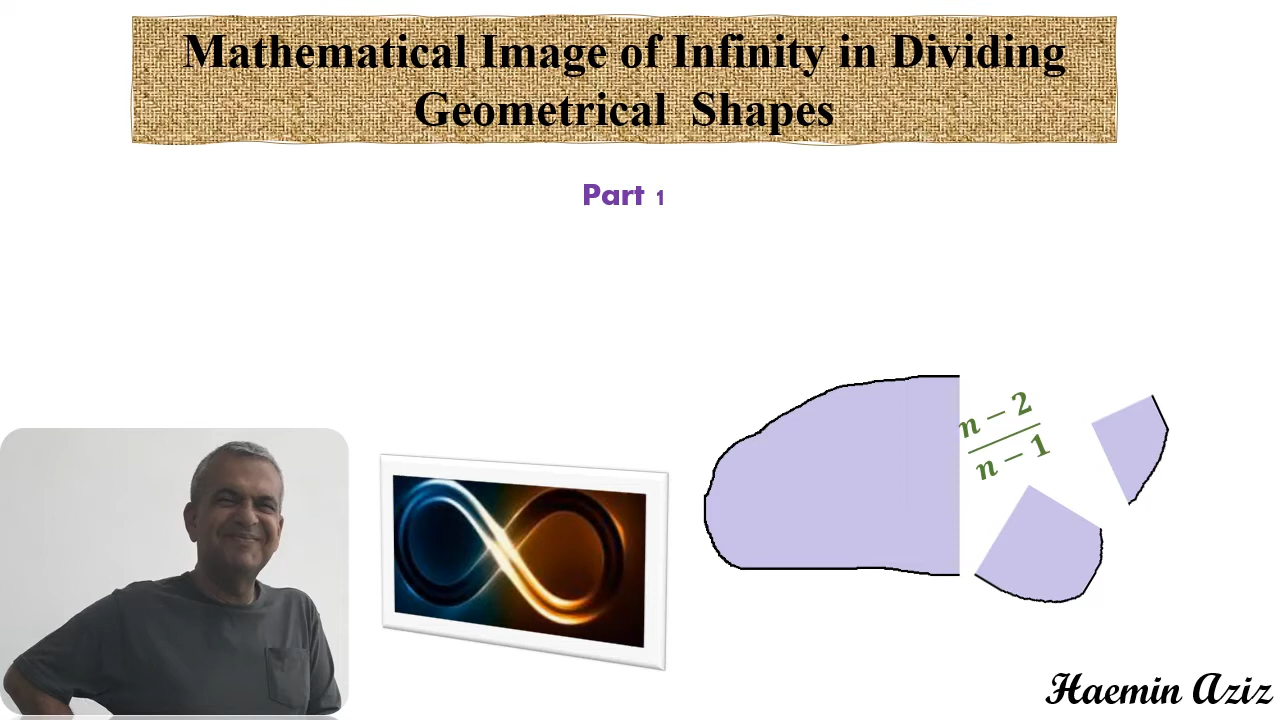 Mathematical Image of Infinity in Dividing
Geometrical Shapes
Part 1
n − 2
n − 1
Haemin Aziz